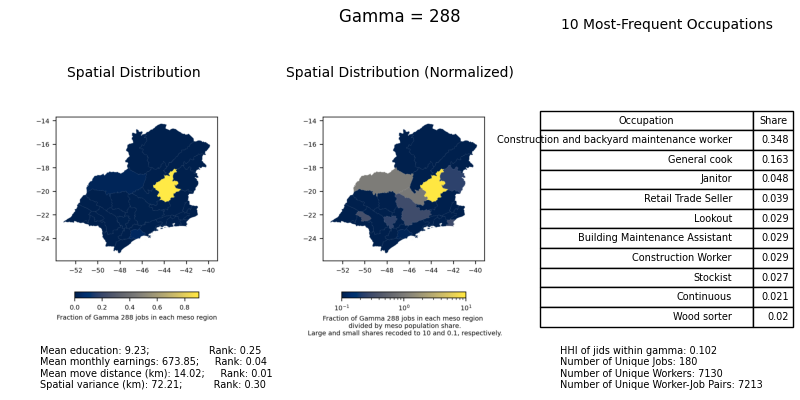 Gamma = 288
10 Most-Frequent Occupations
Spatial Distribution
Spatial Distribution (Normalized)
−14
−16
−18
−20
−22
−24
−52 −50 −48 −46 −44 −42 −40
0.0 0.2 0.4 0.6 0.8
Fraction of Gamma 288 jobs in each meso region
−14
−16
−18
−20
−22
−24
−52 −50 −48 −46 −44 −42 −40
10⁻¹ 10⁰ 10¹
Fraction of Gamma 288 jobs in each meso region
divided by meso population share.
Large and small shares recoded to 10 and 0.1, respectively.
Occupation Share
Construction and backyard maintenance worker 0.348
General cook 0.163
Janitor 0.048
Retail Trade Seller 0.039
Lookout 0.029
Building Maintenance Assistant 0.029
Construction Worker 0.029
Stockist 0.027
Continuous 0.021
Wood sorter 0.02
Mean education: 9.23; Rank: 0.25
Mean monthly earnings: 673.85; Rank: 0.04
Mean move distance (km): 14.02; Rank: 0.01
Spatial variance (km): 72.21; Rank: 0.30
HHI of jids within gamma: 0.102
Number of Unique Jobs: 180
Number of Unique Workers: 7130
Number of Unique Worker-Job Pairs: 7213